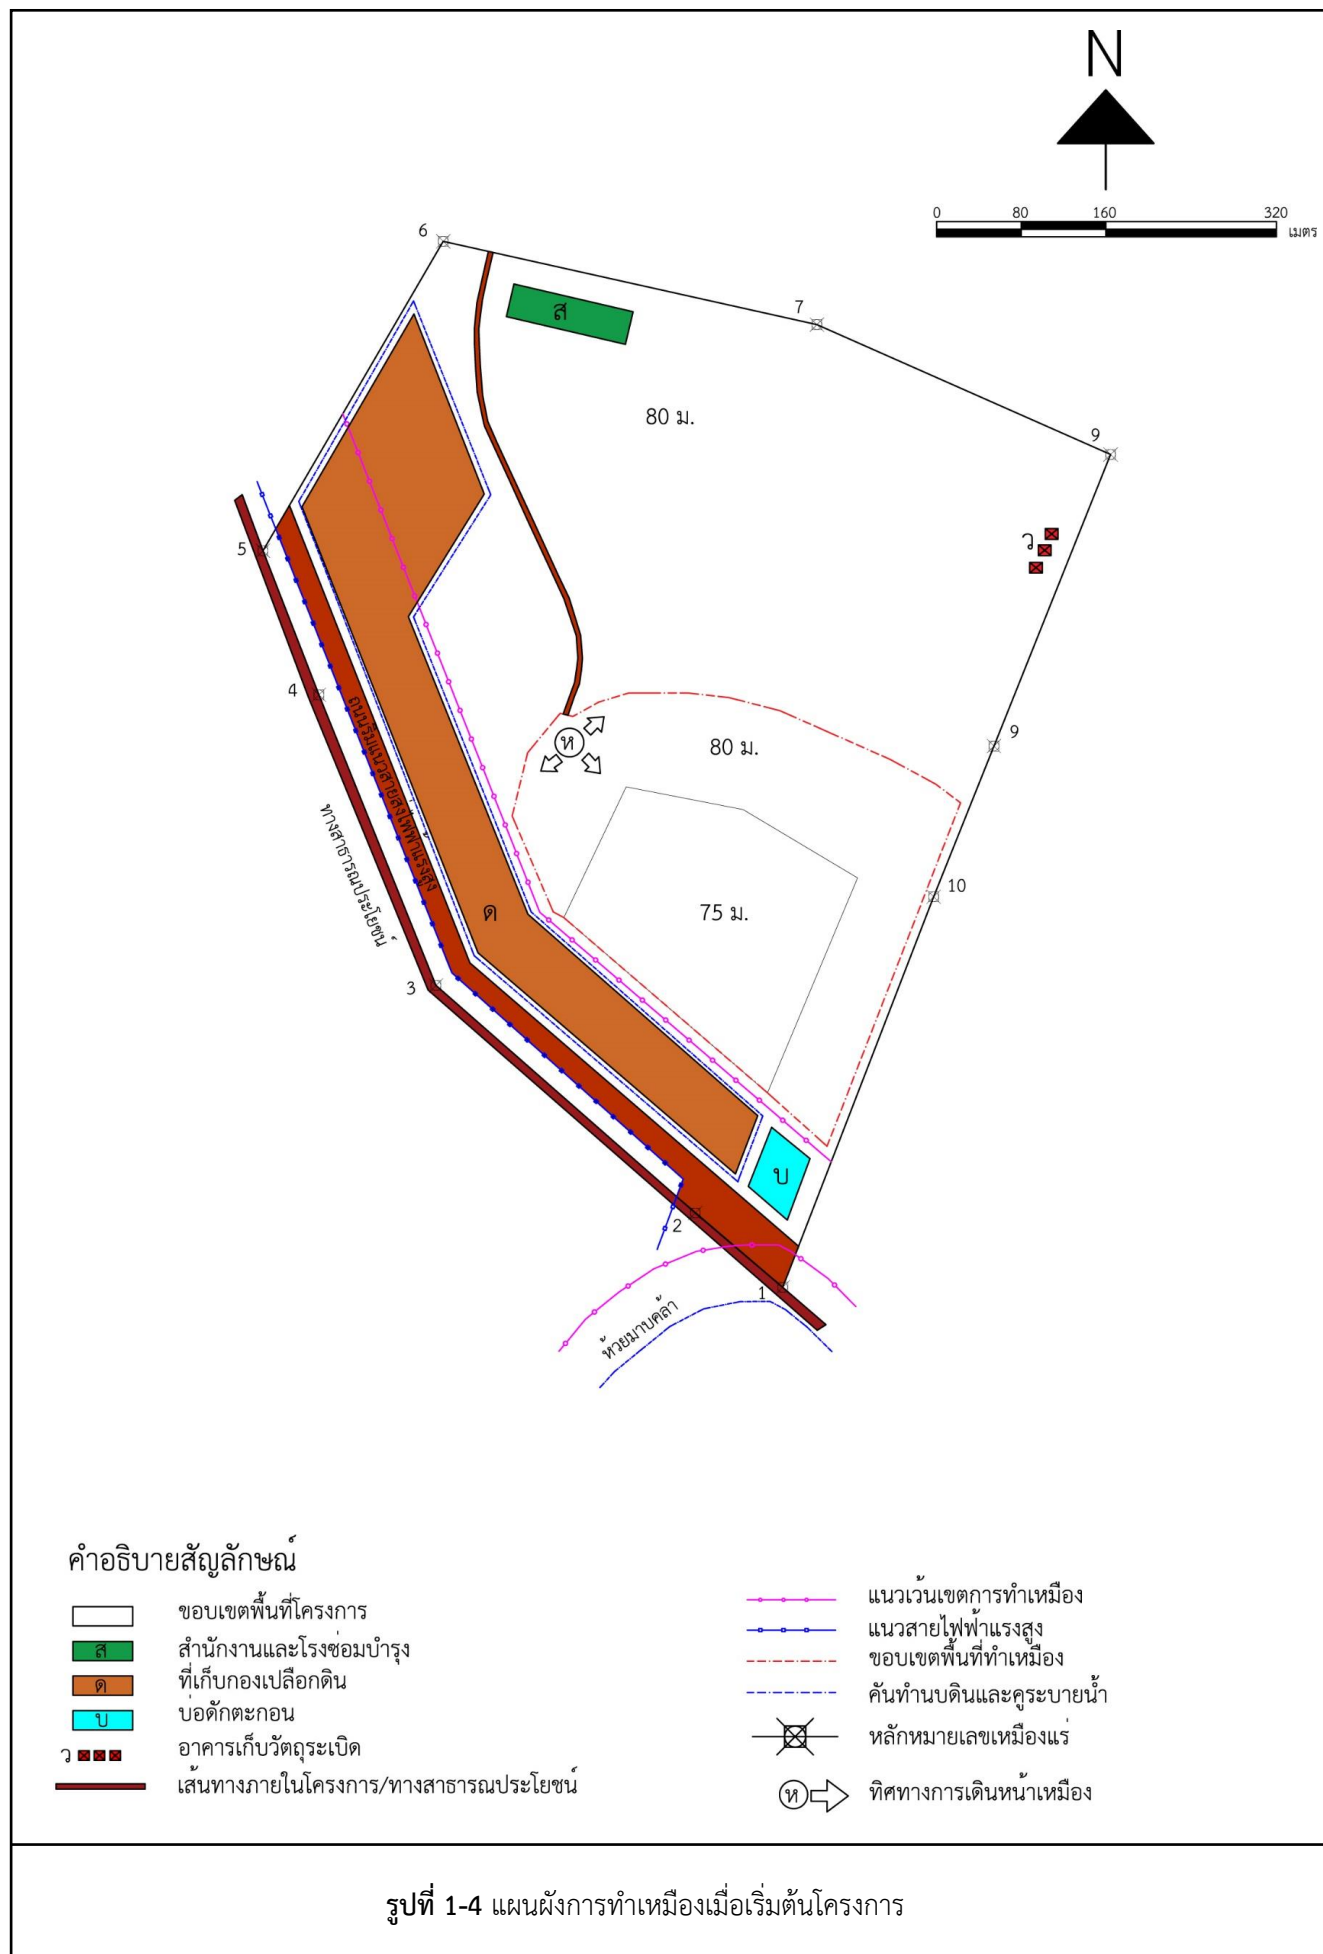 N
0 80 160 320
เมตร
6
7
ส
80 ม.
9
ว
5
4
ถนนริมแนวสายส่งไฟฟ้าแรงสูง
ห
80 ม.
9
ทางสาธารณประโยชน์
10
75 ม.
ด
3
บ
2
1
ห้วยมาบคล้า
คำอธิบายสัญลักษณ์
ขอบเขตพื้นที่โครงการ
ส สำนักงานและโรงซ่อมบำรุง
ด ที่เก็บกองเปลือกดิน
บ บ่อดักตะกอน
ว อาคารเก็บวัตถุระเบิด
เส้นทางภายในโครงการ/ทางสาธารณประโยชน์
แนวเว้นเขตการทำเหมือง
แนวสายไฟฟ้าแรงสูง
ขอบเขตพื้นที่ทำเหมือง
คันทำนบดินและคูระบายน้ำ
หลักหมายเลขเหมืองแร่
ห ทิศทางการเดินหน้าเหมือง
รูปที่ 1-4 แผนผังการทำเหมืองเมื่อเริ่มต้นโครงการ